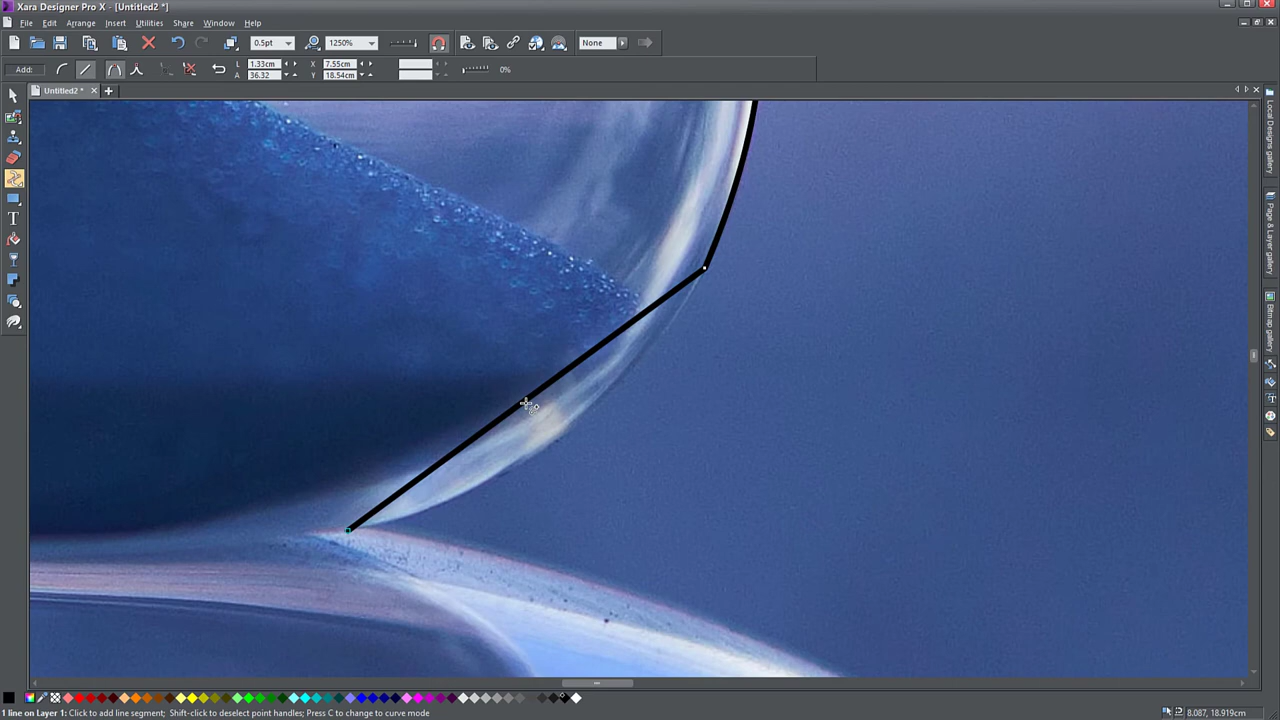 Xara Designer Pro X - [Untitled2 *]
File Edit Arrange Insert Utilities Share Window Help
0.5pt 1250% None
Add: L 1.33cm X 7.55cm
A 36.32 Y 18.54cm 0%
Untitled2 *
T
Local Designs gallery
Page & Layer gallery
Bitmap gallery
1 line on Layer 1: Click to add line segment; Shift-click to deselect point handles; Press C to change to curve mode 8.087, 18.919cm